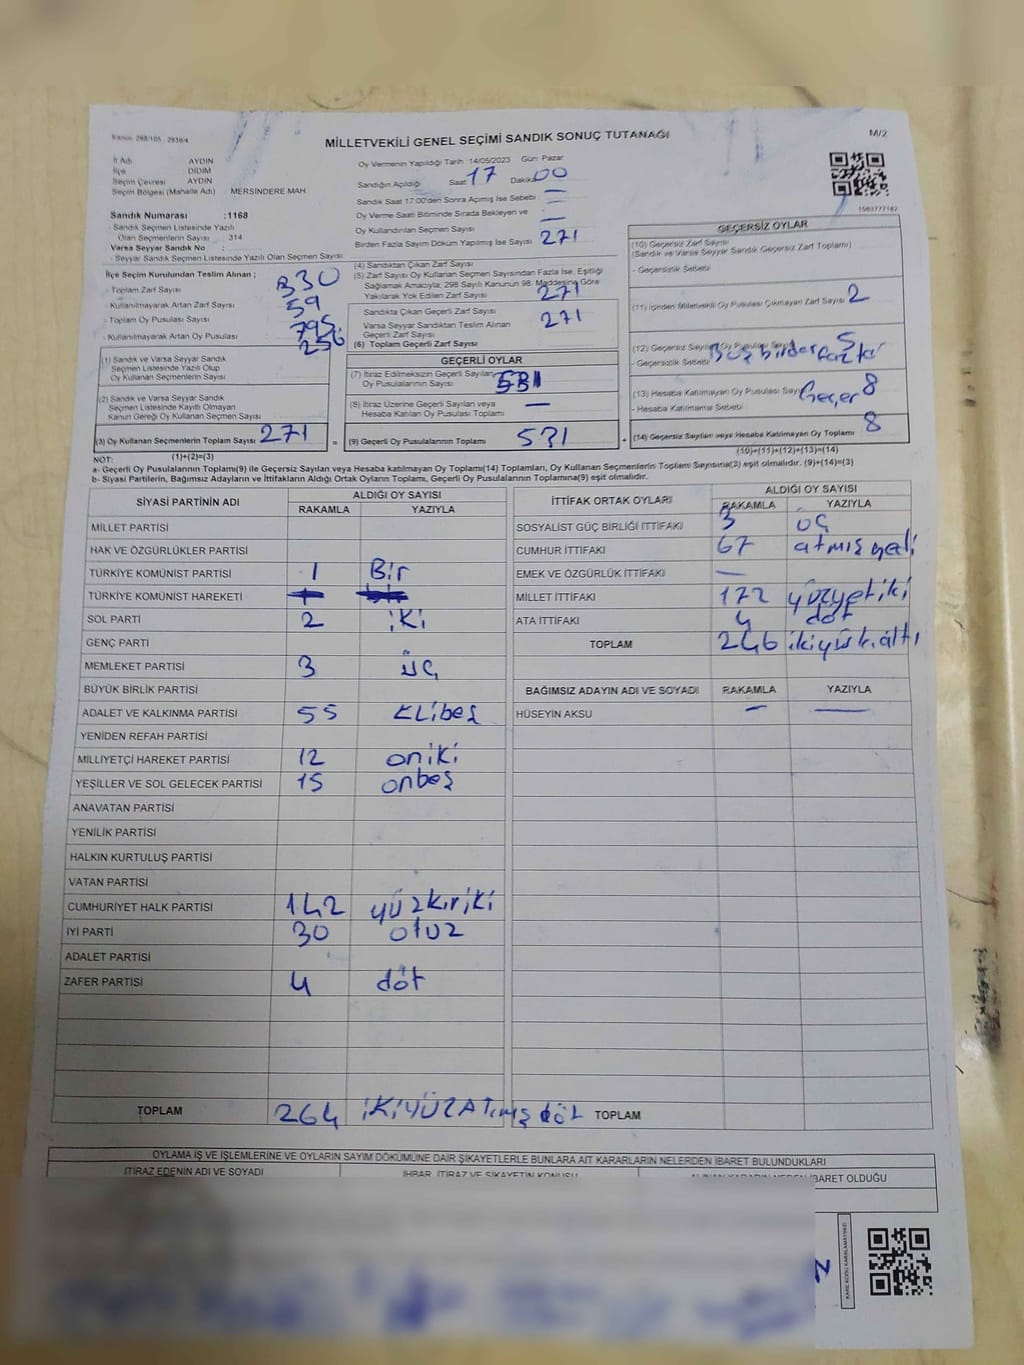 Kanun 298/105 - 2839/4
MİLLETVEKİLİ GENEL SEÇİMİ SANDIK SONUÇ TUTANAĞI
M/2
İl Adı AYDIN
İlçe DİDİM
Seçim Çevresi AYDIN
Seçim Bölgesi (Mahalle Adı) MERSİNDERE MAH.
Sandık Numarası :1168
- Sandık Seçmen Listesinde Yazılı
Olan Seçmenlerin Sayısı 314
Varsa Seyyar Sandık No :
Seyyar Sandık Seçmen Listesinde Yazılı Olan Seçmen Sayısı
İlçe Seçim Kurulundan Teslim Alınan ;
- Toplam Zarf Sayısı 330
- Kullanılmayarak Artan Zarf Sayısı 59
- Toplam Oy Pusulası Sayısı 795
- Kullanılmayarak Artan Oy Pusulası 256
(1) Sandık ve Varsa Seyyar Sandık
Seçmen Listesinde Yazılı Olup
Oy Kullanan Seçmenlerin Sayısı
(2) Sandık ve Varsa Seyyar Sandık
Seçmen Listesinde Kayıtlı Olmayan
Kanun Gereği Oy Kullanan Seçmen Sayısı
(3) Oy Kullanan Seçmenlerin Toplam Sayısı 271
(1)+(2)=(3)
Oy Vermenin Yapıldığı Tarih 14/05/2023 Gün Pazar
Sandığın Açıldığı Saat 17 Dakika 00
Sandık Saat 17:00'den Sonra Açılmış İse Sebebi —
Oy Verme Saati Bitiminde Sırada Bekleyen ve
Oy Kullandırılan Seçmen Sayısı —
Birden Fazla Sayım Döküm Yapılmış İse Sayısı 271
(4) Sandıktan Çıkan Zarf Sayısı
(5) Zarf Sayısı Oy Kullanan Seçmen Sayısından Fazla İse, Eşitliği
Sağlamak Amacıyla; 298 Sayılı Kanunun 98. Maddesine Göre
Yakılarak Yok Edilen Zarf Sayısı 271
Sandıkta Çıkan Geçerli Zarf Sayısı 271
Varsa Seyyar Sandıktan Teslim Alınan
Geçerli Zarf Sayısı
(6) Toplam Geçerli Zarf Sayısı
GEÇERLİ OYLAR
(7) İtiraz Edilmeksizin Geçerli Sayılan
Oy Pusulalarının Sayısı 531
(8) İtiraz Üzerine Geçerli Sayılan veya
Hesaba Katılan Oy Pusulası Toplamı —
= (9) Geçerli Oy Pusulalarının Toplamı 531 +
1082777182
GEÇERSİZ OYLAR
(10) Geçersiz Zarf Sayısı
(Sandık ve Varsa Seyyar Sandık Geçersiz Zarf Toplamı)
- Geçersizlik Sebebi
(11) İçinden Milletvekili Oy Pusulası Çıkmayan Zarf Sayısı 2
(12) Geçersiz Sayılan Oy Pusulası Sayısı 5
- Geçersizlik Sebebi
(13) Hesaba Katılmayan Oy Pusulası Sayısı 8
- Hesaba Katılmama Sebebi
(14) Geçersiz Sayılan veya Hesaba Katılmayan Oy Toplamı 8
(10)+(11)+(12)+(13)=(14)
NOT:
a- Geçerli Oy Pusulalarının Toplamı(9) ile Geçersiz Sayılan veya Hesaba katılmayan Oy Toplamı(14) Toplamları, Oy Kullanan Seçmenlerin Toplam Sayısına(3) eşit olmalıdır. (9)+(14)=(3)
b- Siyasi Partilerin, Bağımsız Adayların ve İttifakların Aldığı Ortak Oyların Toplamı, Geçerli Oy Pusulalarının Toplamına(9) eşit olmalıdır.
SİYASİ PARTİNİN ADI ALDIĞI OY SAYISI
RAKAMLA YAZIYLA
MİLLET PARTİSİ
HAK VE ÖZGÜRLÜKLER PARTİSİ
TÜRKİYE KOMÜNİST PARTİSİ 1 Bir
TÜRKİYE KOMÜNİST HAREKETİ
SOL PARTİ 2 iki
GENÇ PARTİ
MEMLEKET PARTİSİ 3 üç
BÜYÜK BİRLİK PARTİSİ
ADALET VE KALKINMA PARTİSİ 55 ELİbeş
YENİDEN REFAH PARTİSİ
MİLLİYETÇİ HAREKET PARTİSİ 12 oniki
YEŞİLLER VE SOL GELECEK PARTİSİ 15 onbeş
ANAVATAN PARTİSİ
YENİLİK PARTİSİ
HALKIN KURTULUŞ PARTİSİ
VATAN PARTİSİ
CUMHURİYET HALK PARTİSİ 142 yüzkıriki
İYİ PARTİ 30 otuz
ADALET PARTİSİ
ZAFER PARTİSİ 4 döt
TOPLAM 264 İKİYÜZATmış döt
İTTİFAK ORTAK OYLARI ALDIĞI OY SAYISI
RAKAMLA YAZIYLA
SOSYALİST GÜÇ BİRLİĞİ İTTİFAKI 3 üç
CUMHUR İTTİFAKI 67 atmış yedi
EMEK VE ÖZGÜRLÜK İTTİFAKI —
MİLLET İTTİFAKI 172 yüzyetiki
ATA İTTİFAKI 4 döt
TOPLAM 246 ikiyüskıraltı
BAĞIMSIZ ADAYIN ADI VE SOYADI RAKAMLA YAZIYLA
HÜSEYİN AKSU — —
TOPLAM
OYLAMA İŞ VE İŞLEMLERİNE VE OYLARIN SAYIM DÖKÜMÜNE DAİR ŞİKAYETLERLE BUNLARA AİT KARARLARIN NELERDEN İBARET BULUNDUKLARI
İTİRAZ EDENİN ADI VE SOYADI İHBAR, İTİRAZ VE ŞİKAYETİN KONUSU ALINAN KARARIN NEDEN İBARET OLDUĞU
KARE KODU KARALAMAYINIZ!